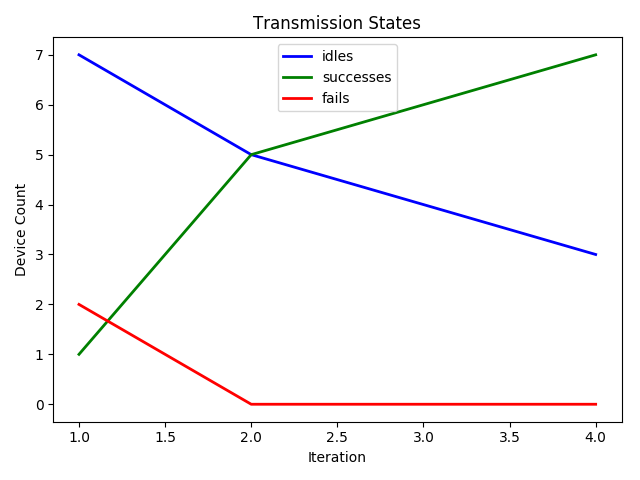 Transmission States
idles
successes
fails
Device Count
7
6
5
4
3
2
1
0
1.0 1.5 2.0 2.5 3.0 3.5 4.0
Iteration